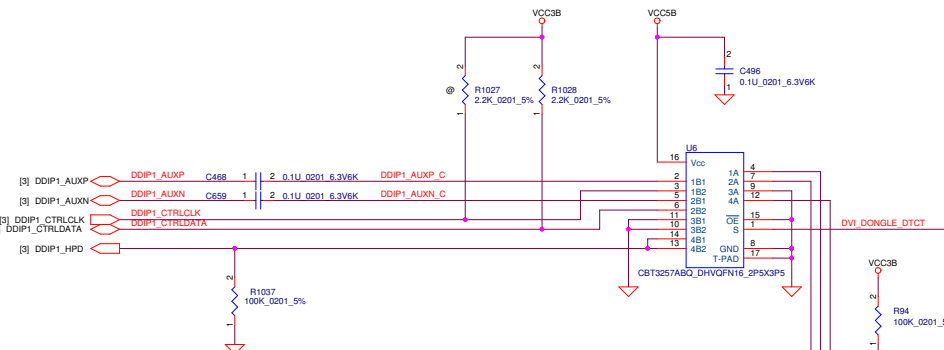 VCC3B
VCC5B
2
C496
0.1U_0201_6.3V6K
1
2
@
R1027
2.2K_0201_5%
1
2
R1028
2.2K_0201_5%
1
U6
16
Vcc
[3] DDIP1_AUXP
DDIP1_AUXP
C468
1
2
0.1U_0201_6.3V6K
DDIP1_AUXP_C
2
1B1
1A
4
3
1B2
2A
7
[3] DDIP1_AUXN
DDIP1_AUXN
C659
1
2
0.1U_0201_6.3V6K
DDIP1_AUXN_C
5
2B1
3A
9
6
2B2
4A
12
[3] DDIP1_CTRLCLK
DDIP1_CTRLCLK
11
3B1
OE
15
DDIP1_CTRLDATA
DDIP1_CTRLDATA
10
3B2
S
1
DVI_DONGLE_DTCT
14
4B1
[3] DDIP1_HPD
13
4B2
GND
8
T-PAD
17
CBT3257ABQ_DHVQFN16_2P5X3P5
2
R1037
100K_0201_5%
1
VCC3B
2
R94
100K_0201_5
1